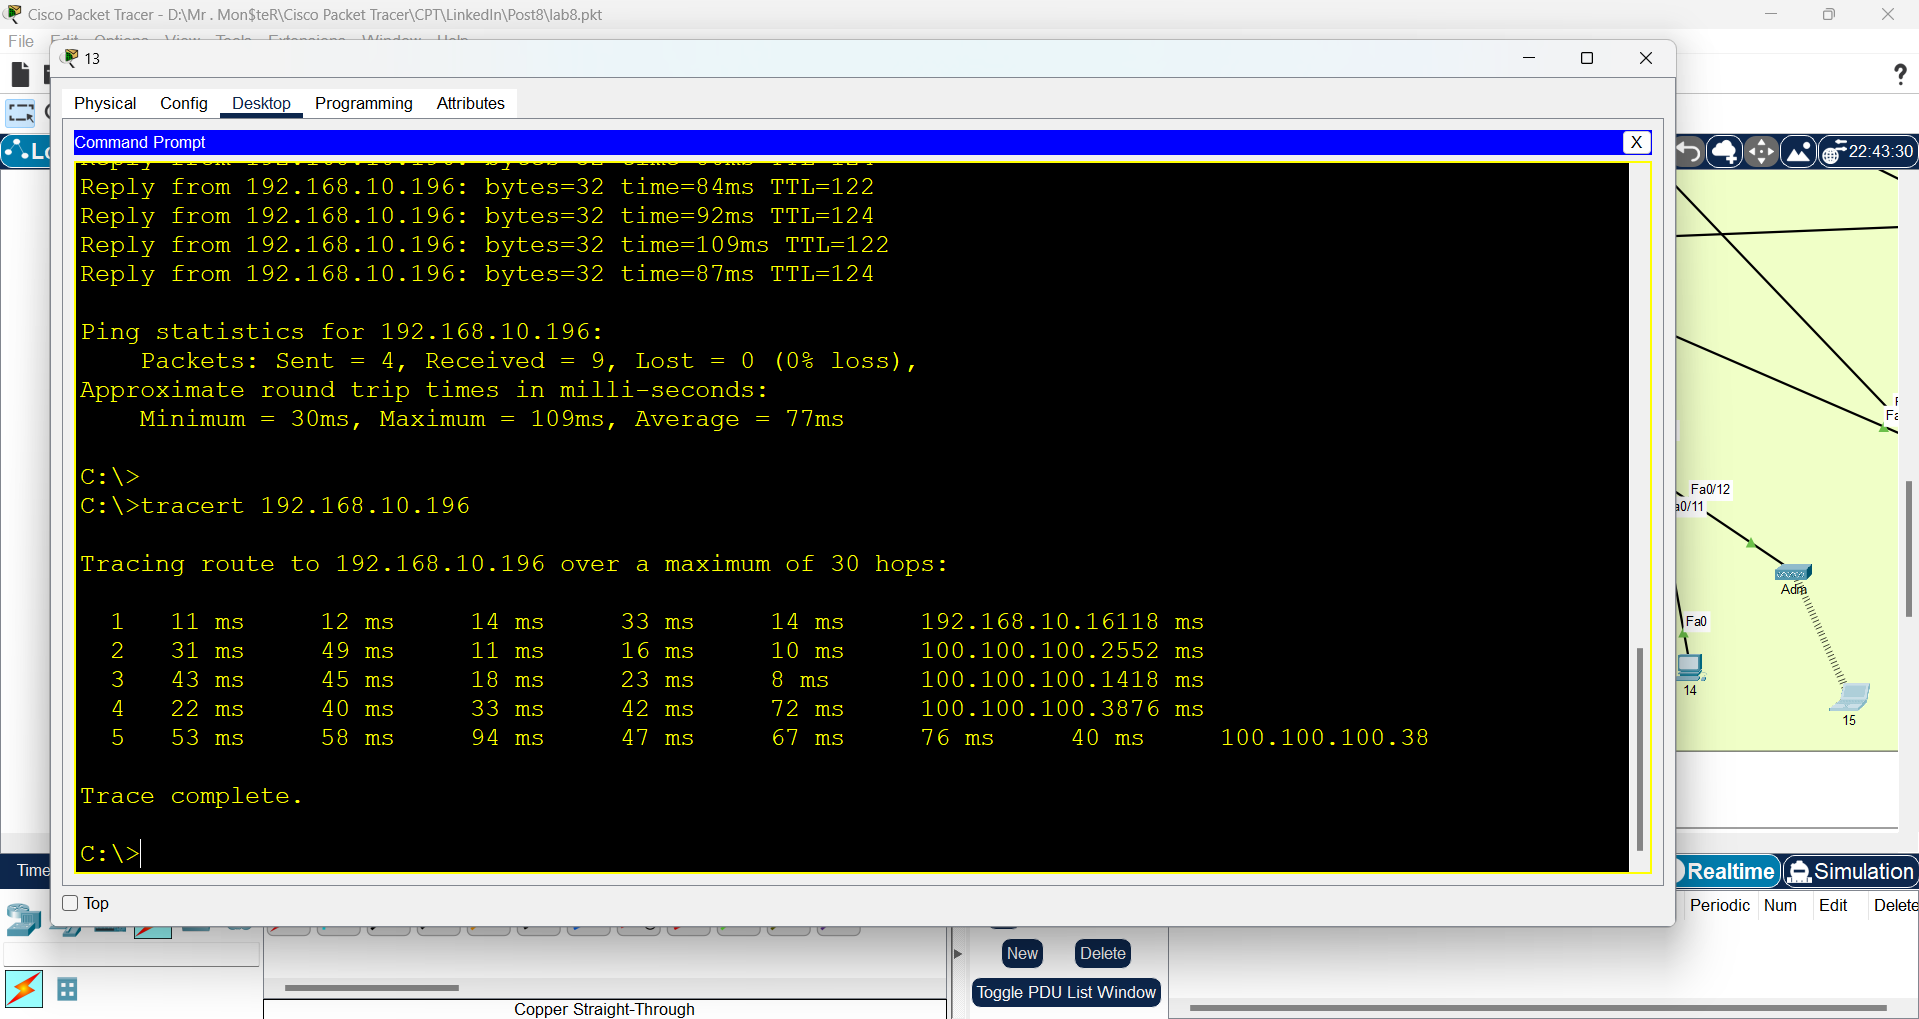 Cisco Packet Tracer - D:\Mr . Mon$teR\Cisco Packet Tracer\CPT\LinkedIn\Post8\lab8.pkt
File Edit Options View Tools Extensions Window Help
13
?
Physical Config Desktop Programming Attributes
Command Prompt X
Lo
22:43:30
Reply from 192.168.10.196: bytes=32 time=84ms TTL=122
Reply from 192.168.10.196: bytes=32 time=92ms TTL=124
Reply from 192.168.10.196: bytes=32 time=109ms TTL=122
Reply from 192.168.10.196: bytes=32 time=87ms TTL=124
Ping statistics for 192.168.10.196:
Packets: Sent = 4, Received = 9, Lost = 0 (0% loss),
Approximate round trip times in milli-seconds:
Minimum = 30ms, Maximum = 109ms, Average = 77ms
C:\>
C:\>tracert 192.168.10.196
Tracing route to 192.168.10.196 over a maximum of 30 hops:
1 11 ms 12 ms 14 ms 33 ms 14 ms 192.168.10.16118 ms
2 31 ms 49 ms 11 ms 16 ms 10 ms 100.100.100.2552 ms
3 43 ms 45 ms 18 ms 23 ms 8 ms 100.100.100.1418 ms
4 22 ms 40 ms 33 ms 42 ms 72 ms 100.100.100.3876 ms
5 53 ms 58 ms 94 ms 47 ms 67 ms 76 ms 40 ms 100.100.100.38
Trace complete.
C:\>
Fa
Fa0/12
a0/11
Adm
Fa0
14
15
Time
Realtime Simulation
Top
Periodic Num Edit Delete
New Delete
Toggle PDU List Window
Copper Straight-Through